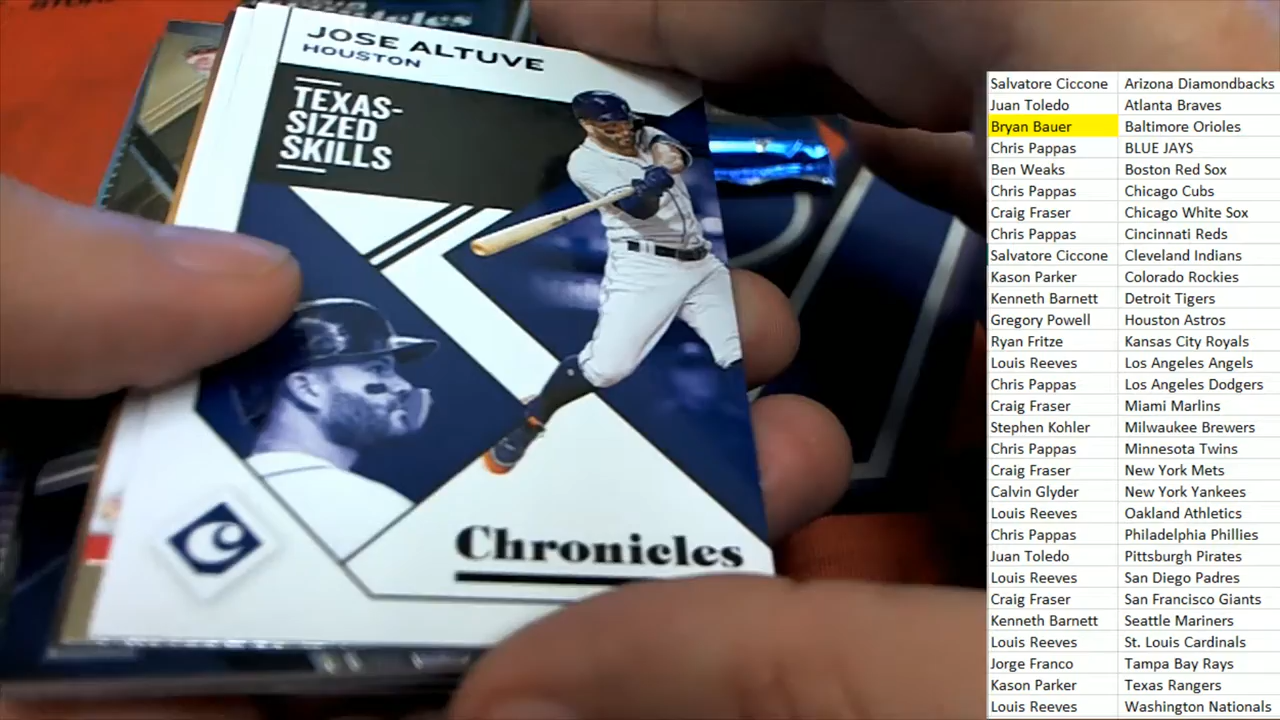 JOSE ALTUVE
HOUSTON
TEXAS-
SIZED
SKILLS
Chronicles
Salvatore Ciccone Arizona Diamondbacks
Juan Toledo Atlanta Braves
Bryan Bauer Baltimore Orioles
Chris Pappas BLUE JAYS
Ben Weaks Boston Red Sox
Chris Pappas Chicago Cubs
Craig Fraser Chicago White Sox
Chris Pappas Cincinnati Reds
Salvatore Ciccone Cleveland Indians
Kason Parker Colorado Rockies
Kenneth Barnett Detroit Tigers
Gregory Powell Houston Astros
Ryan Fritze Kansas City Royals
Louis Reeves Los Angeles Angels
Chris Pappas Los Angeles Dodgers
Craig Fraser Miami Marlins
Stephen Kohler Milwaukee Brewers
Chris Pappas Minnesota Twins
Craig Fraser New York Mets
Calvin Glyder New York Yankees
Louis Reeves Oakland Athletics
Chris Pappas Philadelphia Phillies
Juan Toledo Pittsburgh Pirates
Louis Reeves San Diego Padres
Craig Fraser San Francisco Giants
Kenneth Barnett Seattle Mariners
Louis Reeves St. Louis Cardinals
Jorge Franco Tampa Bay Rays
Kason Parker Texas Rangers
Louis Reeves Washington Nationals